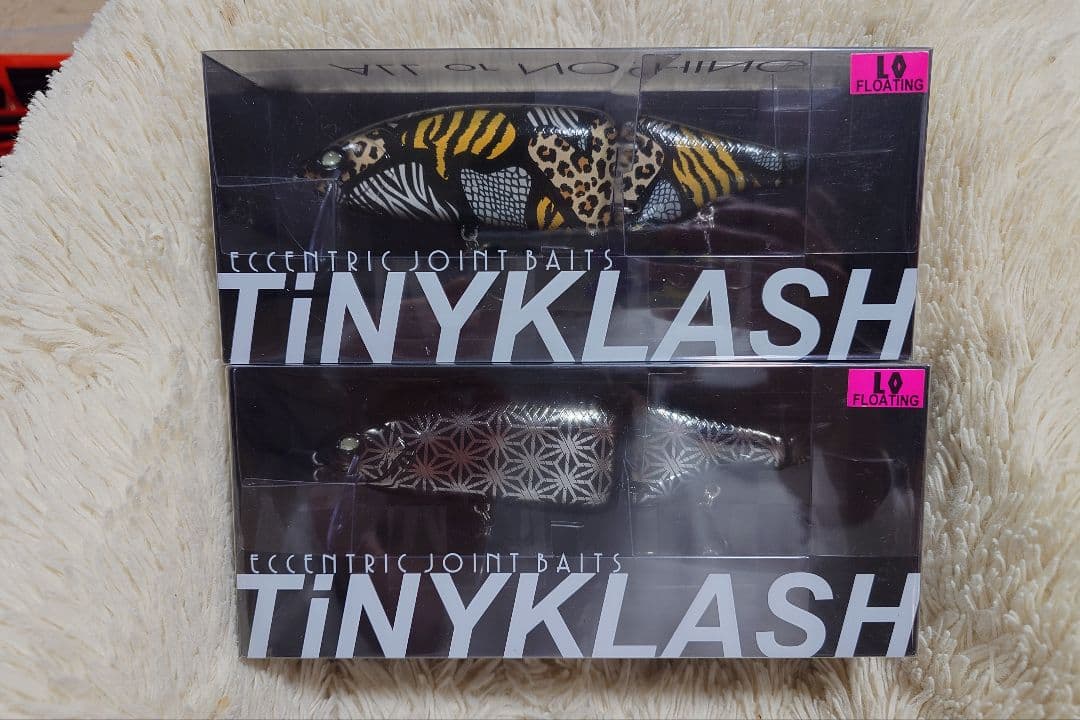 ALL or NOTHING
LO
FLOATING
ECCENTRIC JOINT BAITS
TiNYKLASH
LO
FLOATING
ECCENTRIC JOINT BAITS
TiNYKLASH